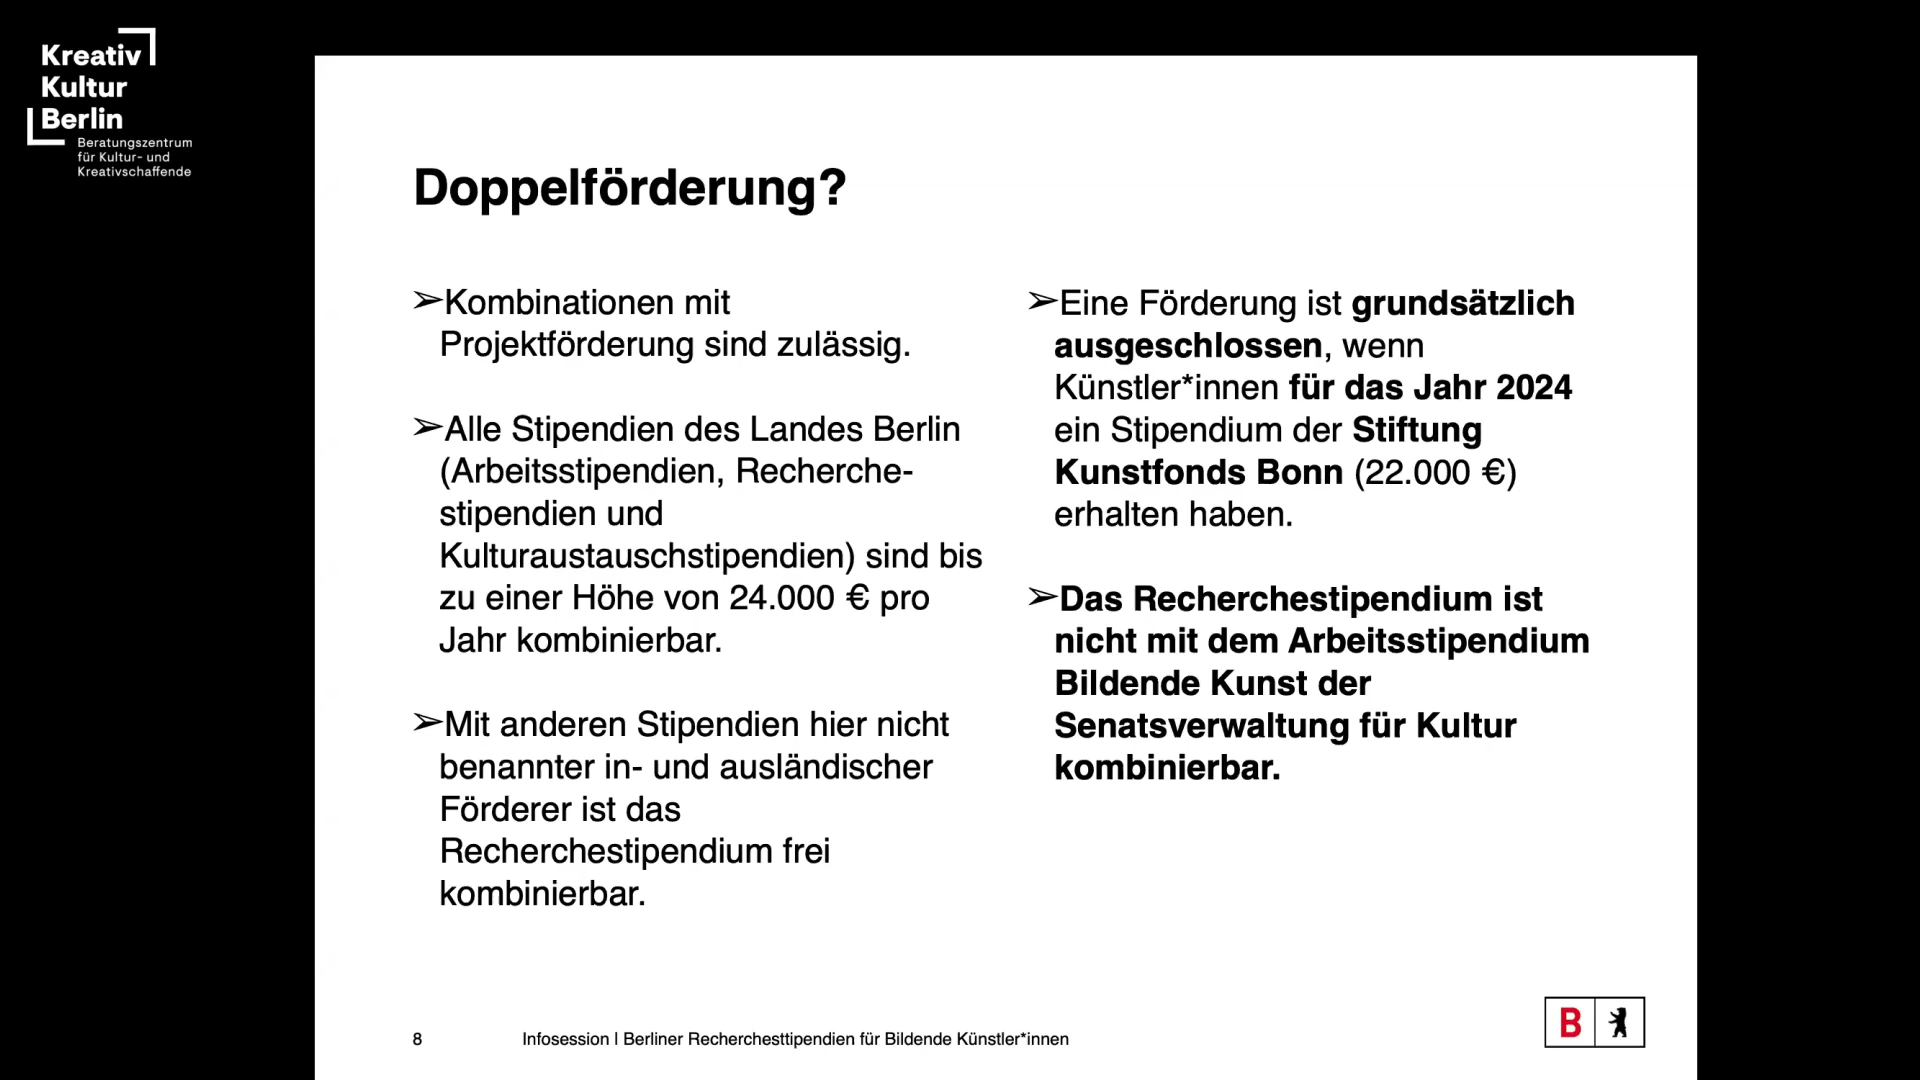 Kreativ
Kultur
Berlin
Beratungszentrum
für Kultur- und
Kreativschaffende
Doppelförderung?
➢Kombinationen mit
Projektförderung sind zulässig.
➢Alle Stipendien des Landes Berlin
(Arbeitsstipendien, Recherche-
stipendien und
Kulturaustauschstipendien) sind bis
zu einer Höhe von 24.000 € pro
Jahr kombinierbar.
➢Mit anderen Stipendien hier nicht
benannter in- und ausländischer
Förderer ist das
Recherchestipendium frei
kombinierbar.
➢Eine Förderung ist grundsätzlich
ausgeschlossen, wenn
Künstler*innen für das Jahr 2024
ein Stipendium der Stiftung
Kunstfonds Bonn (22.000 €)
erhalten haben.
➢Das Recherchestipendium ist
nicht mit dem Arbeitsstipendium
Bildende Kunst der
Senatsverwaltung für Kultur
kombinierbar.
8
Infosession | Berliner Recherchesttipendien für Bildende Künstler*innen
B